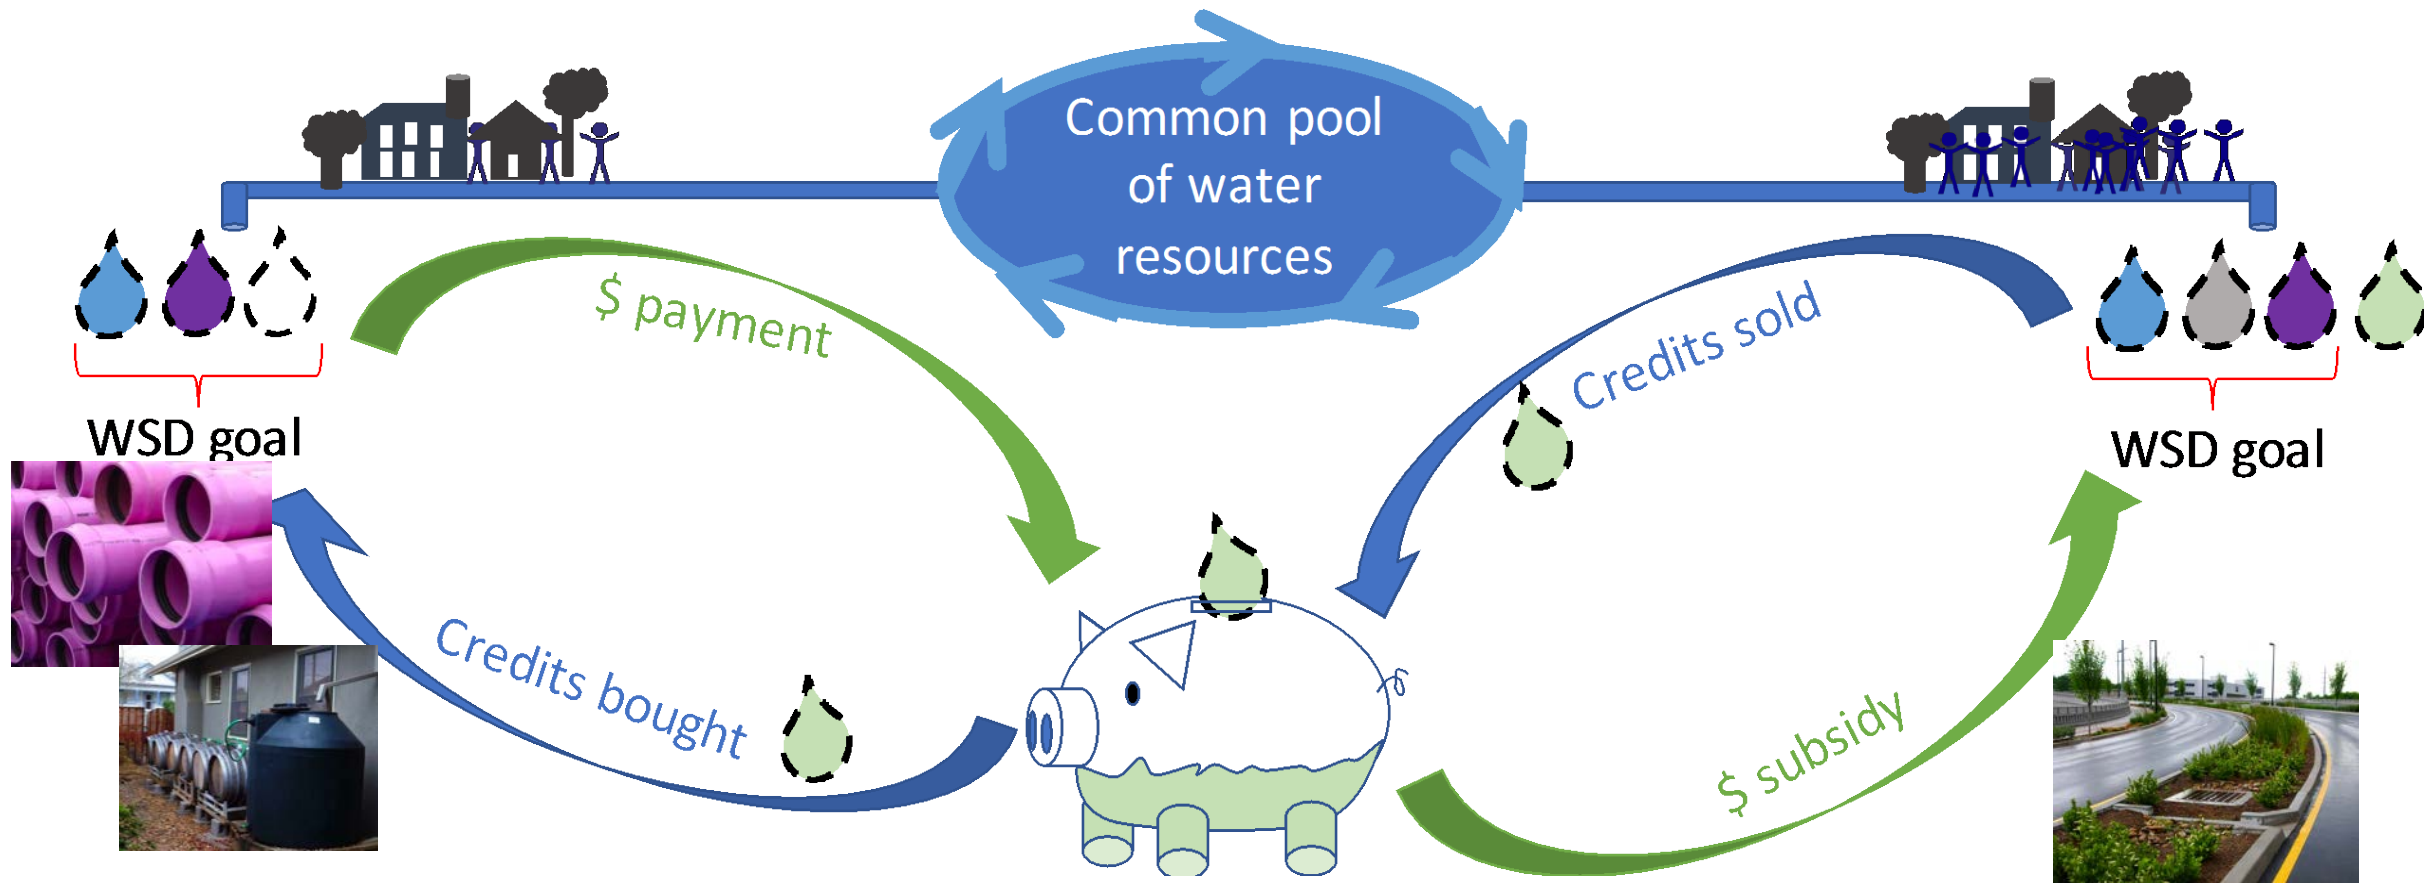 Common pool
of water
resources
$ payment
Credits sold
WSD goal
WSD goal
Credits bought
$ subsidy